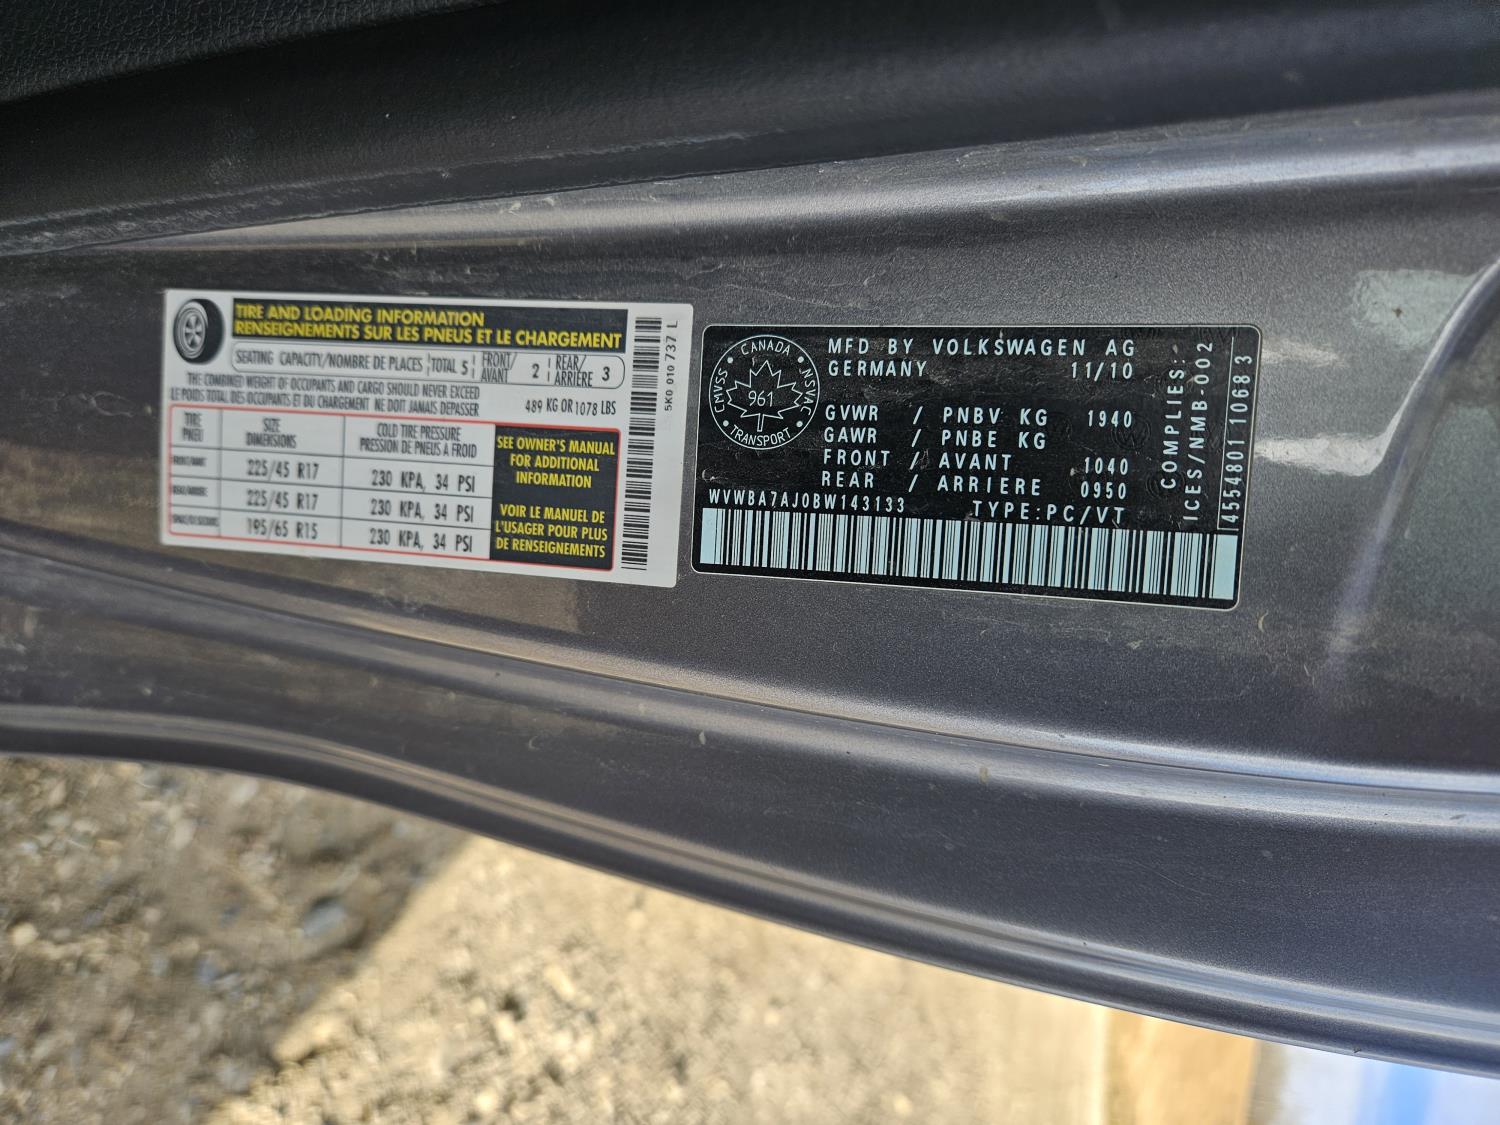 TIRE AND LOADING INFORMATION
RENSEIGNEMENTS SUR LES PNEUS ET LE CHARGEMENT
SEATING CAPACITY/NOMBRE DE PLACES TOTAL 5 FRONT/AVANT 2 REAR/ARRIÈRE 3
THE COMBINED WEIGHT OF OCCUPANTS AND CARGO SHOULD NEVER EXCEED
LE POIDS TOTAL DES OCCUPANTS ET DU CHARGEMENT NE DOIT JAMAIS DEPASSER
489 KG OR 1078 LBS
TIRE
PNEU
SIZE
DIMENSIONS
COLD TIRE PRESSURE
PRESSION DE PNEUS A FROID
225/45 R17 230 KPA, 34 PSI
225/45 R17 230 KPA, 34 PSI
195/65 R15 230 KPA, 34 PSI
SEE OWNER'S MANUAL
FOR ADDITIONAL
INFORMATION
VOIR LE MANUEL DE
L'USAGER POUR PLUS
DE RENSEIGNEMENTS
5K0 010 737 L
CANADA
CMVSS NSVAC
961
TRANSPORT
MFD BY VOLKSWAGEN AG
GERMANY 11/10
GVWR / PNBV KG 1940
GAWR / PNBE KG
FRONT / AVANT 1040
REAR / ARRIERE 0950
WVWBA7AJ0BW143133 TYPE:PC/VT
COMPLIES:
ICES/NMB-002
45548011 10683